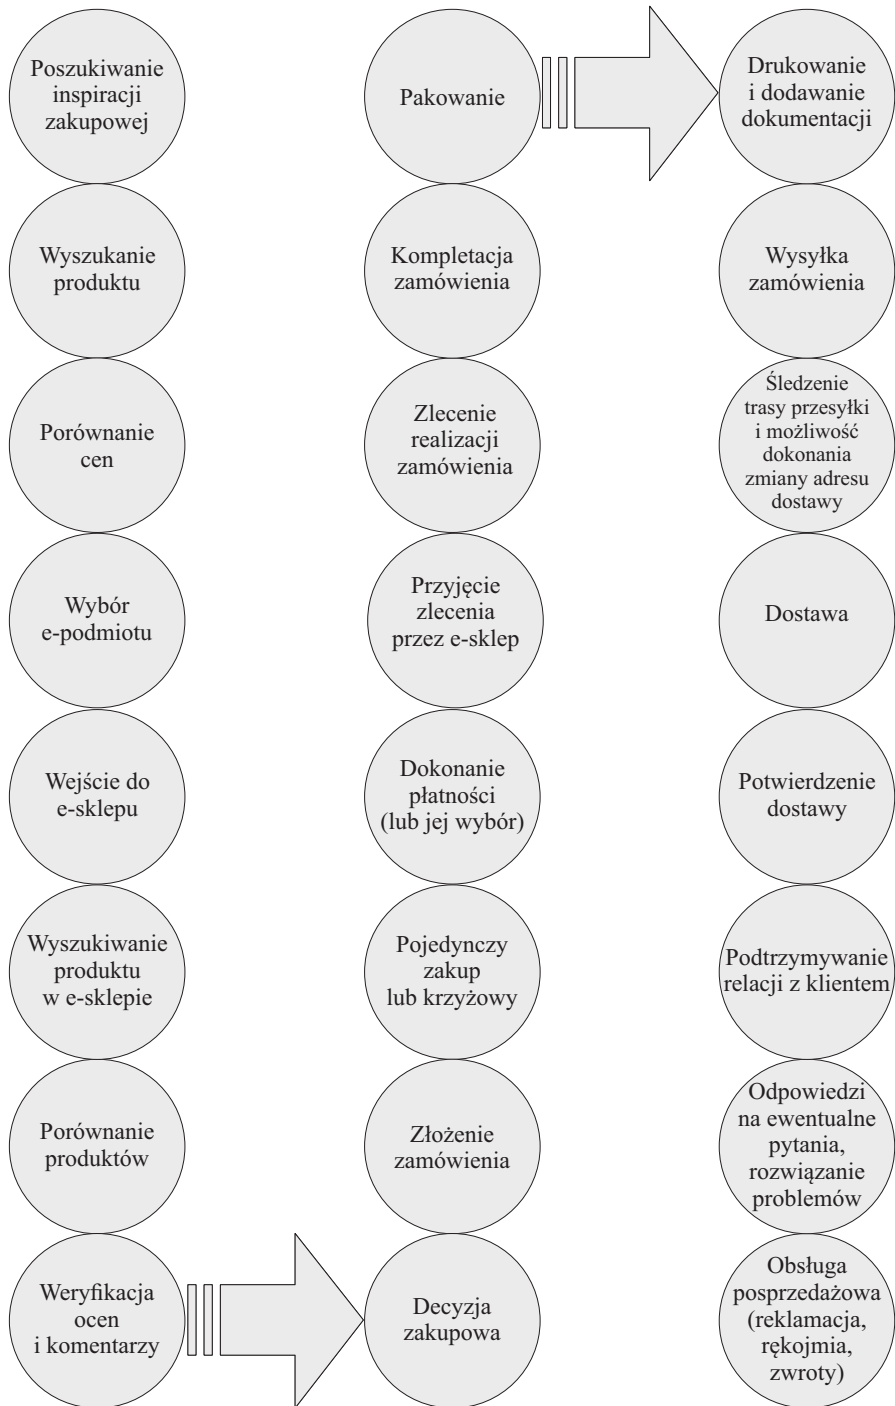 Poszukiwanie
inspiracji
zakupowej
Wyszukanie
produktu
Porównanie
cen
Wybór
e-podmiotu
Wejście do
e-sklepu
Wyszukiwanie
produktu
w e-sklepie
Porównanie
produktów
Weryfikacja
ocen
i komentarzy
Decyzja
zakupowa
Złożenie
zamówienia
Pojedynczy
zakup
lub krzyżowy
Dokonanie
płatności
(lub jej wybór)
Przyjęcie
zlecenia
przez e-sklep
Zlecenie
realizacji
zamówienia
Kompletacja
zamówienia
Pakowanie
Drukowanie
i dodawanie
dokumentacji
Wysyłka
zamówienia
Śledzenie
trasy przesyłki
i możliwość
dokonania
zmiany adresu
dostawy
Dostawa
Potwierdzenie
dostawy
Podtrzymywanie
relacji z klientem
Odpowiedzi
na ewentualne
pytania,
rozwiązanie
problemów
Obsługa
posprzedażowa
(reklamacja,
rękojmia,
zwroty)